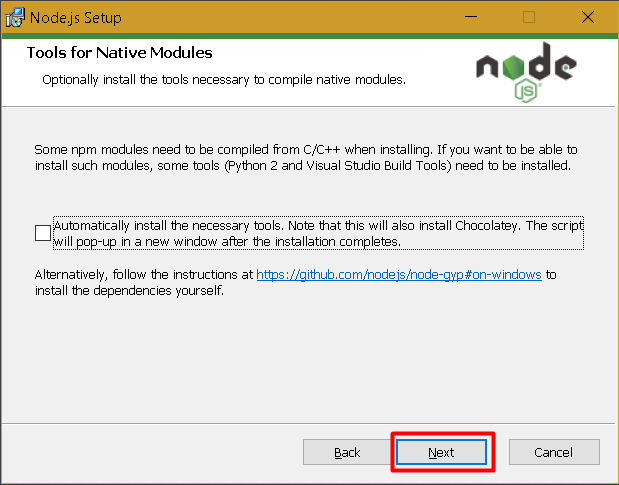 Node.js Setup
Tools for Native Modules
Optionally install the tools necessary to compile native modules.
node
JS
Some npm modules need to be compiled from C/C++ when installing. If you want to be able to
install such modules, some tools (Python 2 and Visual Studio Build Tools) need to be installed.
Automatically install the necessary tools. Note that this will also install Chocolatey. The script
will pop-up in a new window after the installation completes.
Alternatively, follow the instructions at https://github.com/nodejs/node-gyp#on-windows to
install the dependencies yourself.
Back Next Cancel